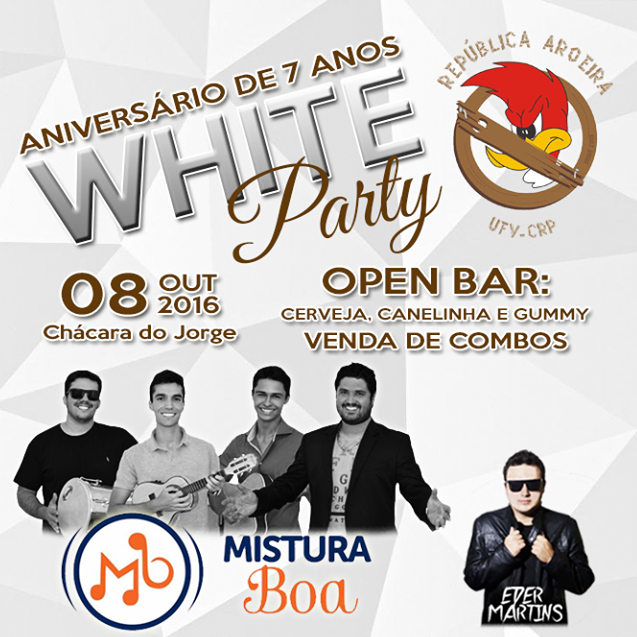 ANIVERSÁRIO DE 7 ANOS
WHITE
Party
REPÚBLICA AROEIRA
UFV-CRP
08 OUT
2016
Chácara do Jorge
OPEN BAR:
CERVEJA, CANELINHA E GUMMY
VENDA DE COMBOS
Mb
MISTURA
Boa
EDER
MARTINS